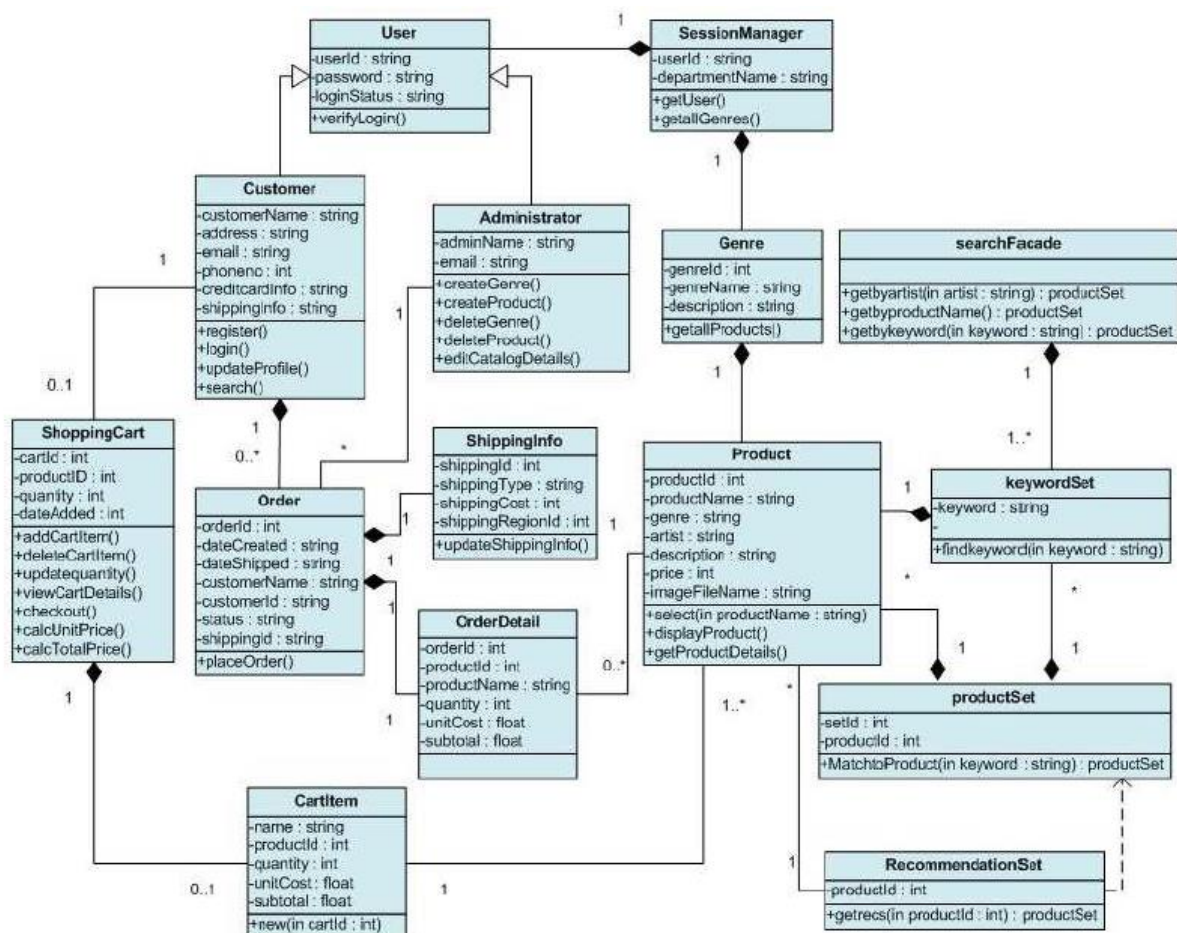 User
-userId : string
-password : string
-loginStatus : string
+verifyLogin()
1
SessionManager
-userId : string
-departmentName : string
+getUser()
+getallGenres()
1
Customer
-customerName : string
-address : string
-email : string
-phoneno : int
-creditcardInfo : string
-shippingInfo : string
+register()
+login()
+updateProfile()
+search()
Administrator
-adminName : string
-email : string
+createGenre()
+createProduct()
+deleteGenre()
+deleteProduct()
+editCatalogDetails()
Genre
-genreId : int
-genreName : string
-description : string
+getallProducts()
searchFacade
+getbyartist(in artist : string) : productSet
+getbyproductName() : productSet
+getbykeyword(in keyword : string) : productSet
1
1
0..1
1
0..*
*
1
1
1..*
ShoppingCart
-cartId : int
-productID : int
-quantity : int
-dateAdded : int
+addCartItem()
+deleteCartItem()
+updatequantity()
+viewCartDetails()
+checkout()
+calcUnitPrice()
+calcTotalPrice()
Order
-orderId : int
-dateCreated : string
-dateShipped : string
-customerName : string
-customerId : string
-status : string
-shippingId : string
+placeOrder()
ShippingInfo
-shippingId : int
-shippingType : string
-shippingCost : int
-shippingRegionId : int
+updateShippingInfo()
Product
-productId : int
-productName : string
-genre : string
-artist : string
-description : string
-price : int
-imageFileName : string
+select(in productName : string)
+displayProduct()
+getProductDetails()
keywordSet
-keyword : string
-
+findkeyword(in keyword : string)
1
1
1
1
1
*
*
1
1
OrderDetail
-orderId : int
-productId : int
-productName : string
-quantity : int
-unitCost : float
-subtotal : float
0..*
1
1
1..*
*
productSet
-setId : int
-productId : int
+MatchtoProduct(in keyword : string) : productSet
CartItem
-name : string
-productId : int
-quantity : int
-unitCost : float
-subtotal : float
+new(in cartId : int)
0..1
1
1
RecommendationSet
-productId : int
+getrecs(in productId : int) : productSet